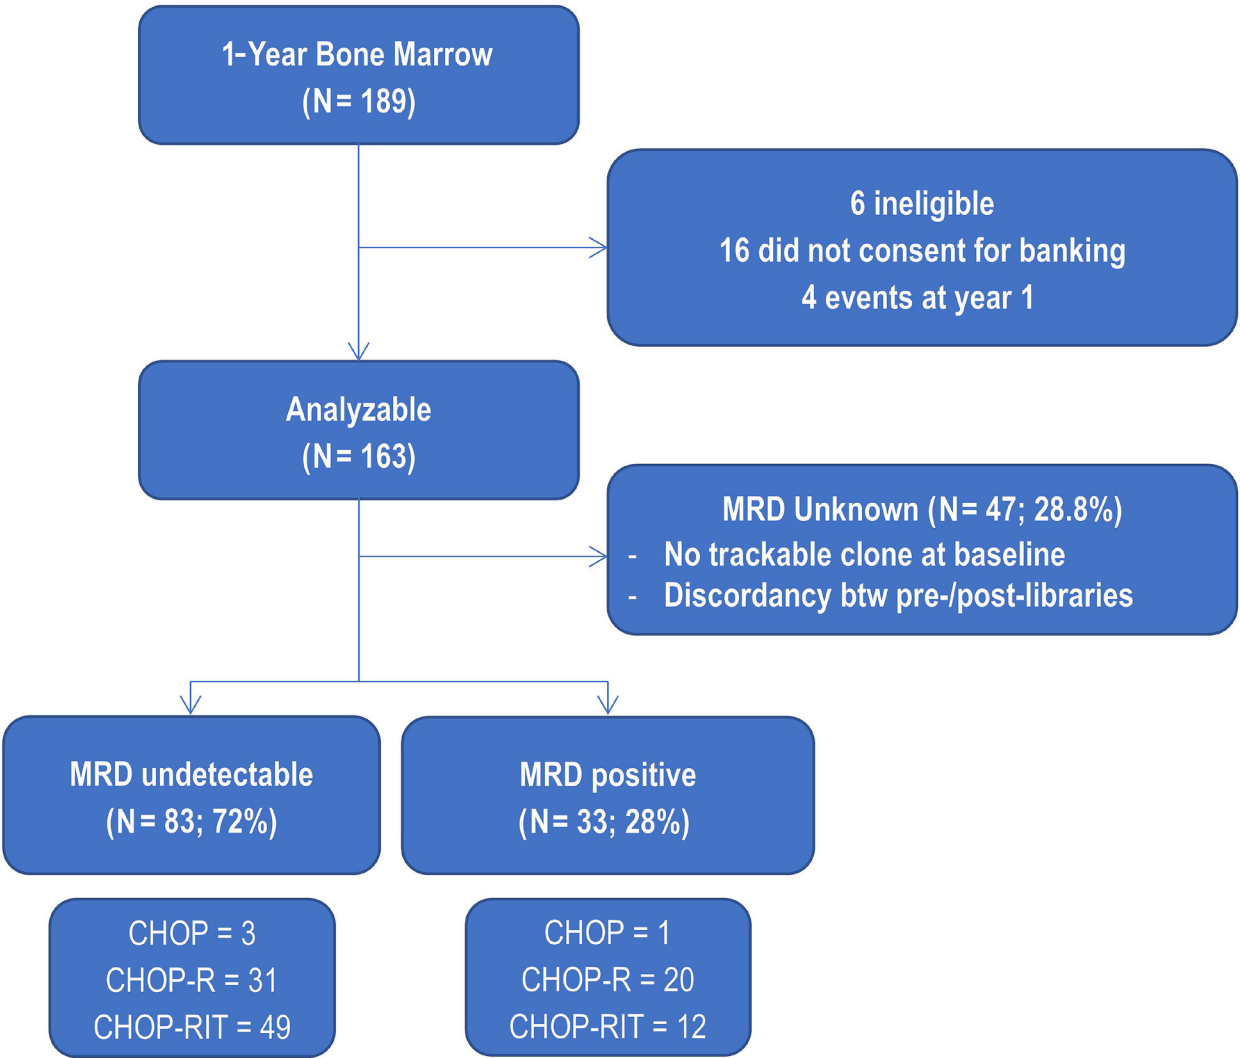 1-Year Bone Marrow
(N= 189)
6 ineligible
16 did not consent for banking
4 events at year 1
Analyzable
(N= 163)
MRD Unknown (N= 47; 28.8%)
- No trackable clone at baseline
- Discordancy btw pre-/post-libraries
MRD undetectable
(N= 83; 72%)
MRD positive
(N= 33; 28%)
CHOP = 3
CHOP-R = 31
CHOP-RIT = 49
CHOP = 1
CHOP-R = 20
CHOP-RIT = 12